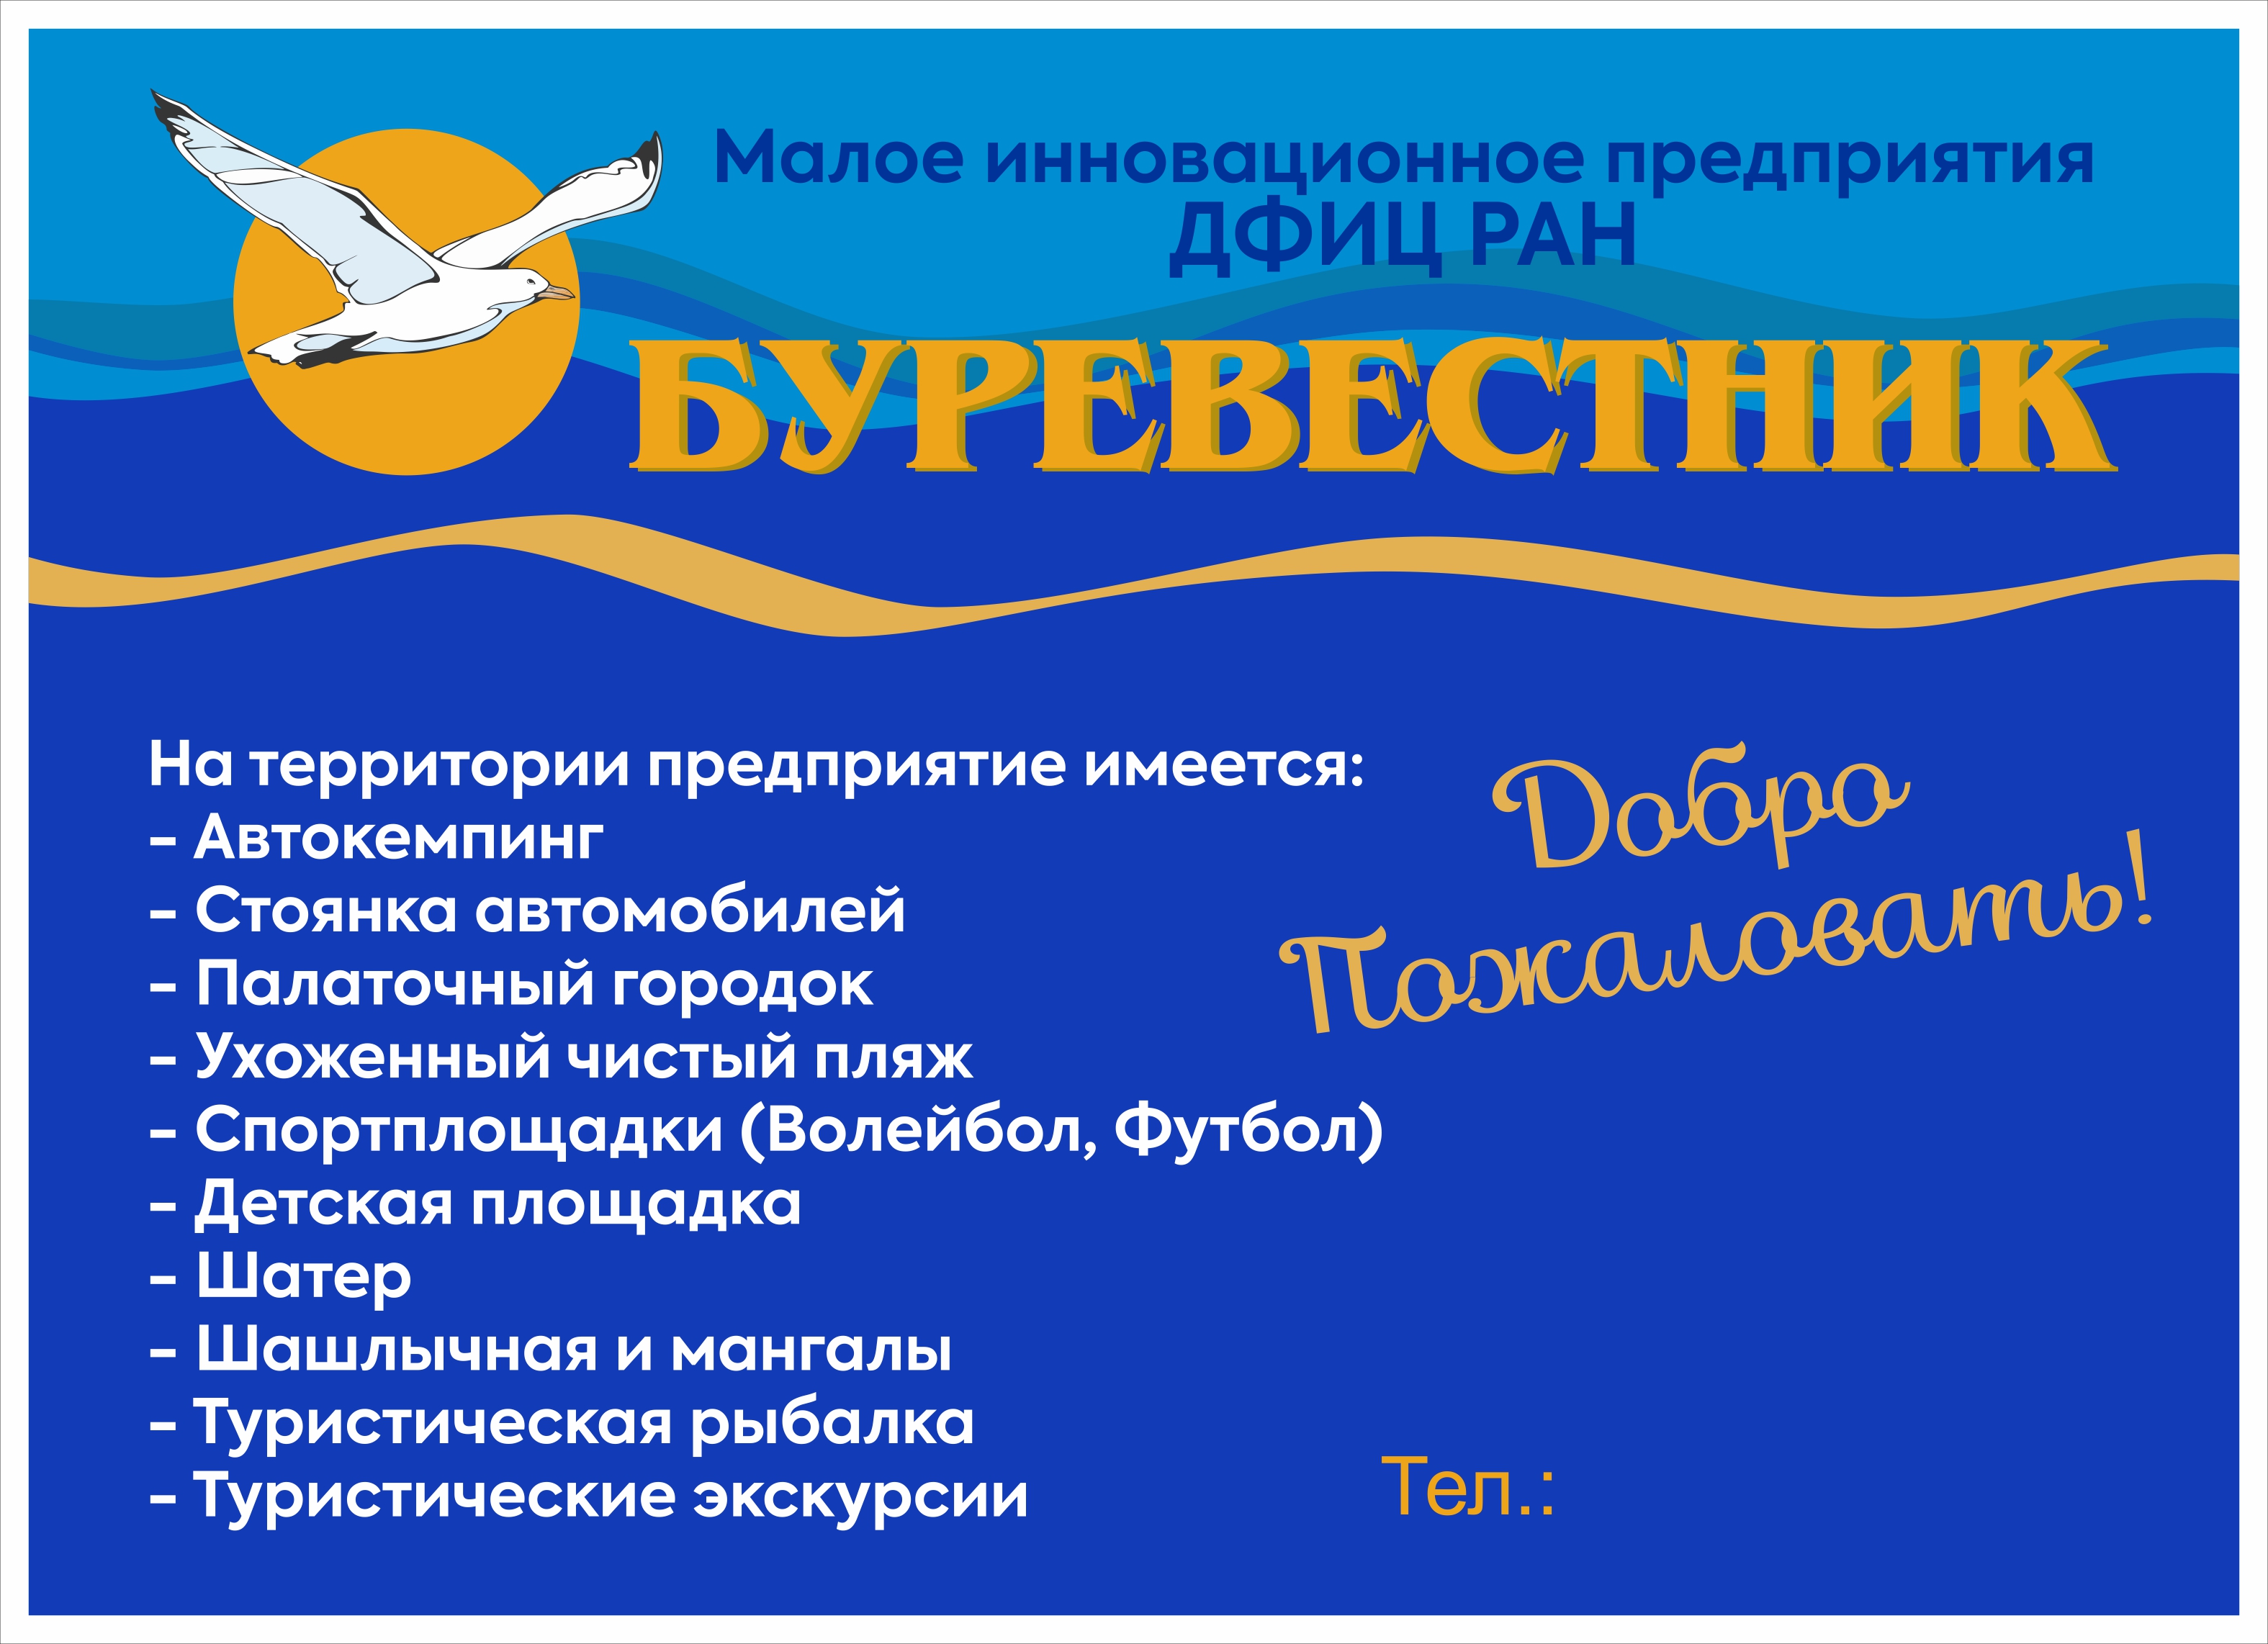 Малое инновационное предприятия
ДФИЦ РАН
БУРЕВЕСТНИК
На территории предприятие имеется:
- Автокемпинг
- Стоянка автомобилей
- Палаточный городок
- Ухоженный чистый пляж
- Спортплощадки (Волейбол, Футбол)
- Детская площадка
- Шатер
- Шашлычная и мангалы
- Туристическая рыбалка
- Туристические экскурсии
Добро
Пожаловать!
Тел.: